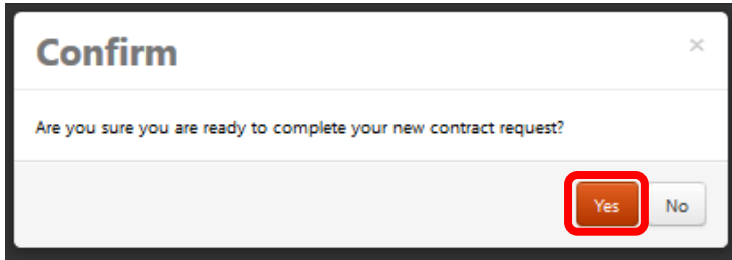 Confirm
×
Are you sure you are ready to complete your new contract request?
Yes
No